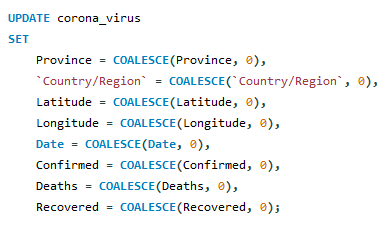 UPDATE corona_virus
SET
    Province = COALESCE(Province, 0),
    `Country/Region` = COALESCE(`Country/Region`, 0),
    Latitude = COALESCE(Latitude, 0),
    Longitude = COALESCE(Longitude, 0),
    Date = COALESCE(Date, 0),
    Confirmed = COALESCE(Confirmed, 0),
    Deaths = COALESCE(Deaths, 0),
    Recovered = COALESCE(Recovered, 0);